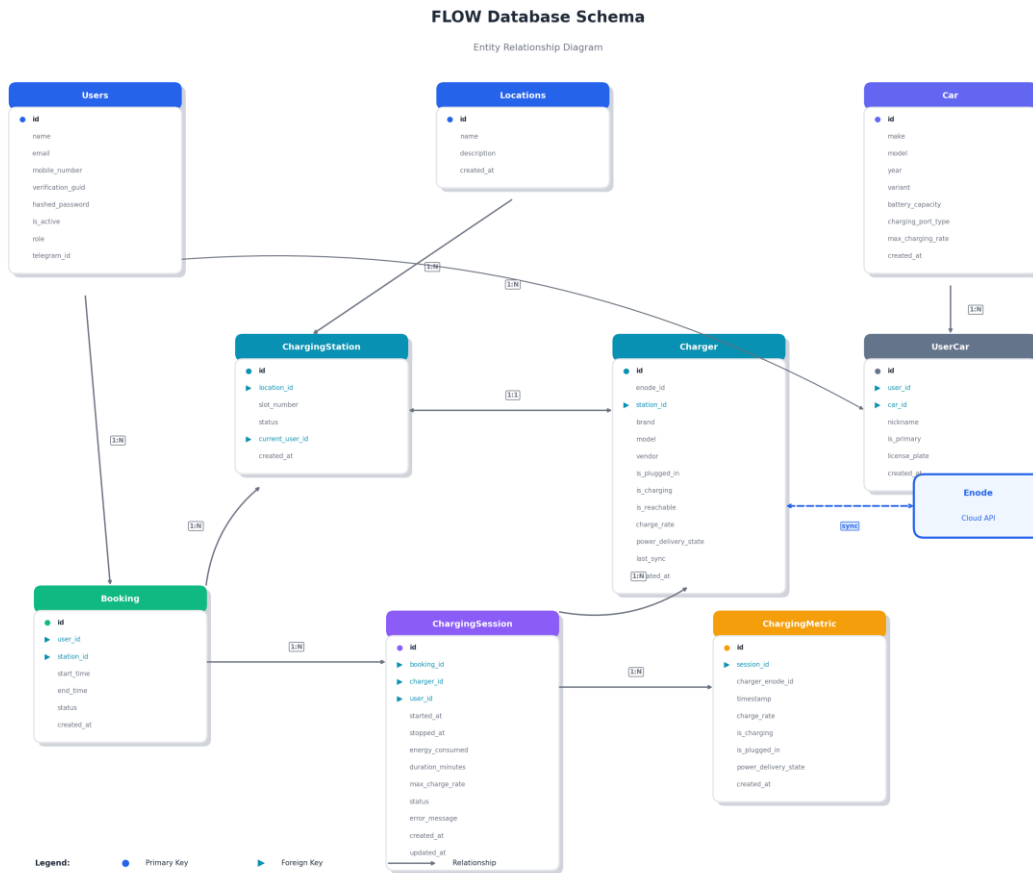 FLOW Database Schema
Entity Relationship Diagram
Users
id
name
email
mobile_number
verification_guid
hashed_password
is_active
role
telegram_id
Locations
id
name
description
created_at
Car
id
make
model
year
variant
battery_capacity
charging_port_type
max_charging_rate
created_at
1:N
1:N
1:N
ChargingStation
id
location_id
slot_number
status
current_user_id
created_at
1:1
Charger
id
enode_id
station_id
brand
model
vendor
is_plugged_in
is_charging
is_reachable
charge_rate
power_delivery_state
last_sync
UserCar
id
user_id
car_id
nickname
is_primary
license_plate
created_at
Enode
Cloud API
sync
1:N
1:N
1:N
Booking
id
user_id
station_id
start_time
end_time
status
created_at
1:N
ChargingSession
id
booking_id
charger_id
user_id
started_at
stopped_at
energy_consumed
duration_minutes
max_charge_rate
status
error_message
created_at
updated_at
1:N
ChargingMetric
id
session_id
charger_enode_id
timestamp
charge_rate
is_charging
is_plugged_in
power_delivery_state
created_at
Legend:
Primary Key
Foreign Key
Relationship